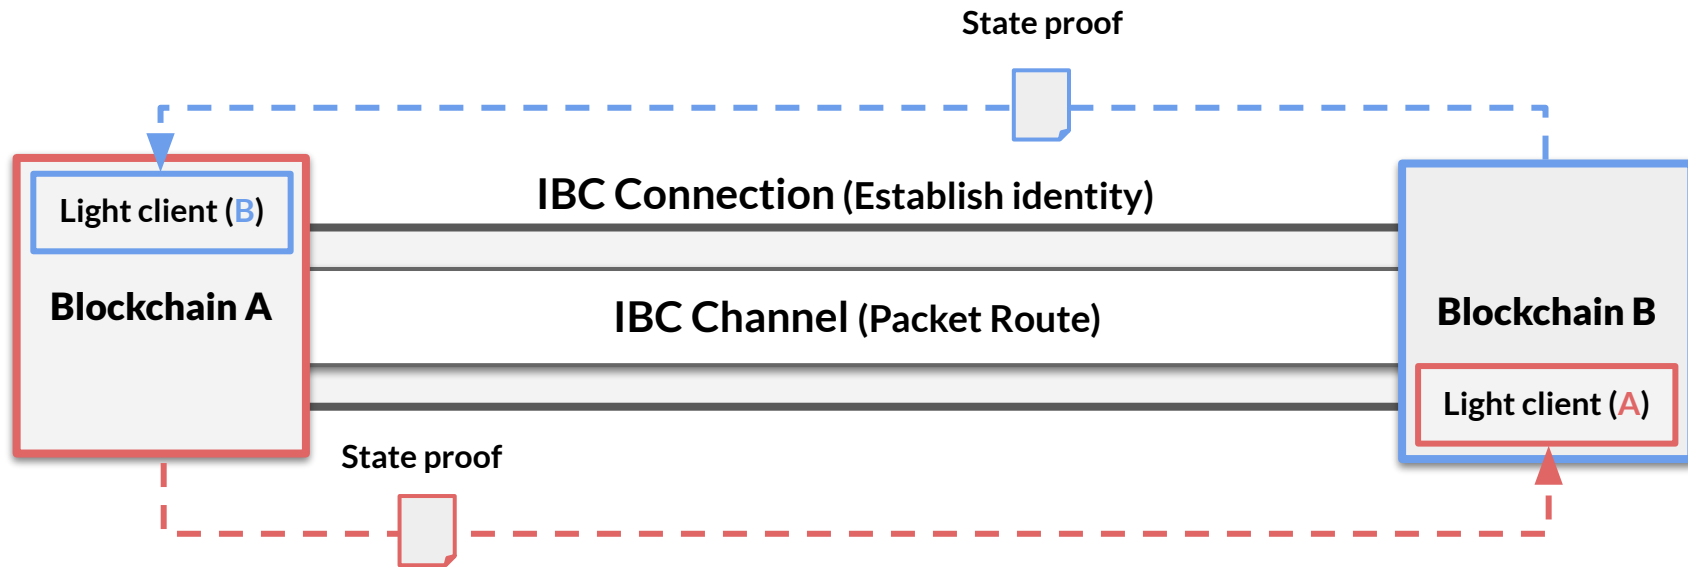 State proof
IBC Connection (Establish identity)
Light client (B)
Blockchain A
IBC Channel (Packet Route)
Blockchain B
Light client (A)
State proof